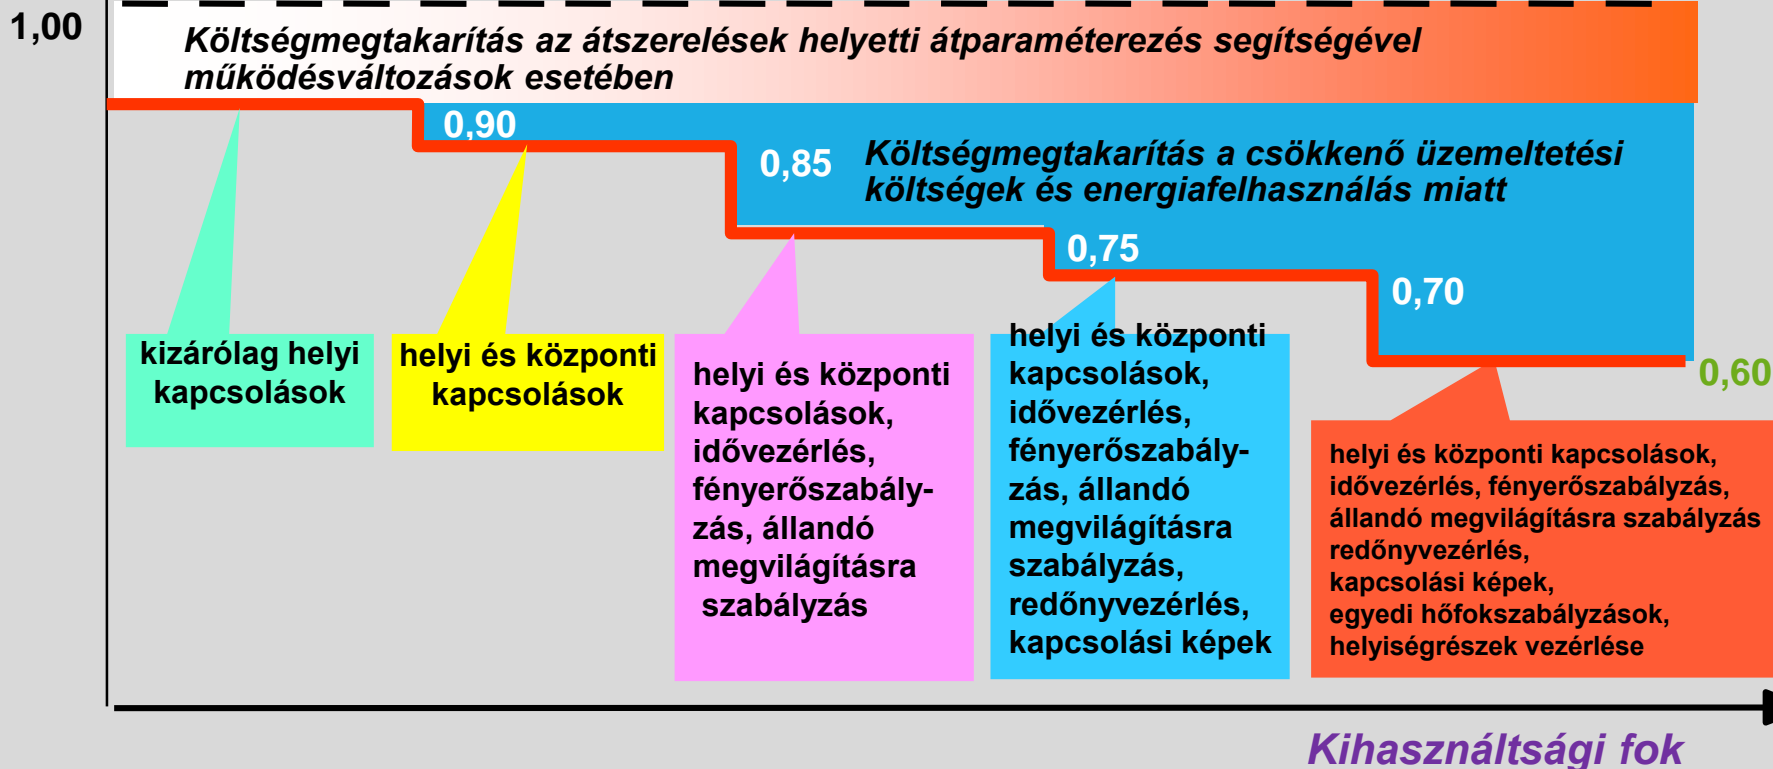 1,00
Költségmegtakarítás az átszerelések helyetti átparaméterezés segítségével
működésváltozások esetében
0,90
0,85
Költségmegtakarítás a csökkenő üzemeltetési
költségek és energiafelhasználás miatt
0,75
0,70
0,60
kizárólag helyi
kapcsolások
helyi és központi
kapcsolások
helyi és központi
kapcsolások,
idővezérlés,
fényerőszabály-
zás, állandó
megvilágításra
szabályzás
helyi és központi
kapcsolások,
idővezérlés,
fényerőszabály-
zás, állandó
megvilágításra
szabályzás,
redőnyvezérlés,
kapcsolási képek
helyi és központi kapcsolások,
idővezérlés, fényerőszabályzás,
állandó megvilágításra szabályzás
redőnyvezérlés,
kapcsolási képek,
egyedi hőfokszabályzások,
helyiségrészek vezérlése
Kihasználtsági fok